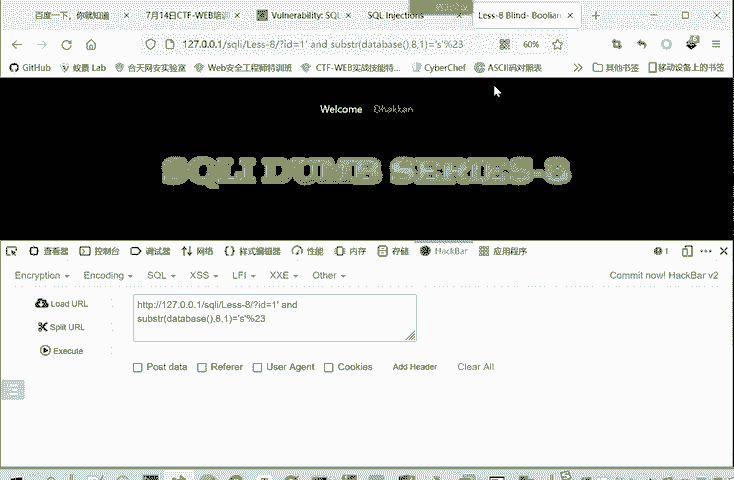 百度一下，你就知道
7月14日CTF-WEB培训
Vulnerability: SQL
SQL Injections
Less-8 Blind- Boolian
127.0.0.1/sqli/Less-8/?id=1' and substr(database(),8,1)='s'%23
60%
GitHub
蚁景 Lab
合天网安实验室
Web安全工程师特训班
CTF-WEB实战技能特...
CyberChef
ASCII码对照表
其他书签
移动设备上的书签
Welcome Dhakkan
SQLI DUMB SERIES-8
查看器
控制台
调试器
网络
样式编辑器
性能
内存
存储
HackBar
应用程序
1
Encryption
Encoding
SQL
XSS
LFI
XXE
Other
Commit now! HackBar v2
Load URL
http://127.0.0.1/sqli/Less-8/?id=1' and
substr(database(),8,1)='s'%23
Split URL
Execute
Post data
Referer
User Agent
Cookies
Add Header
Clear All